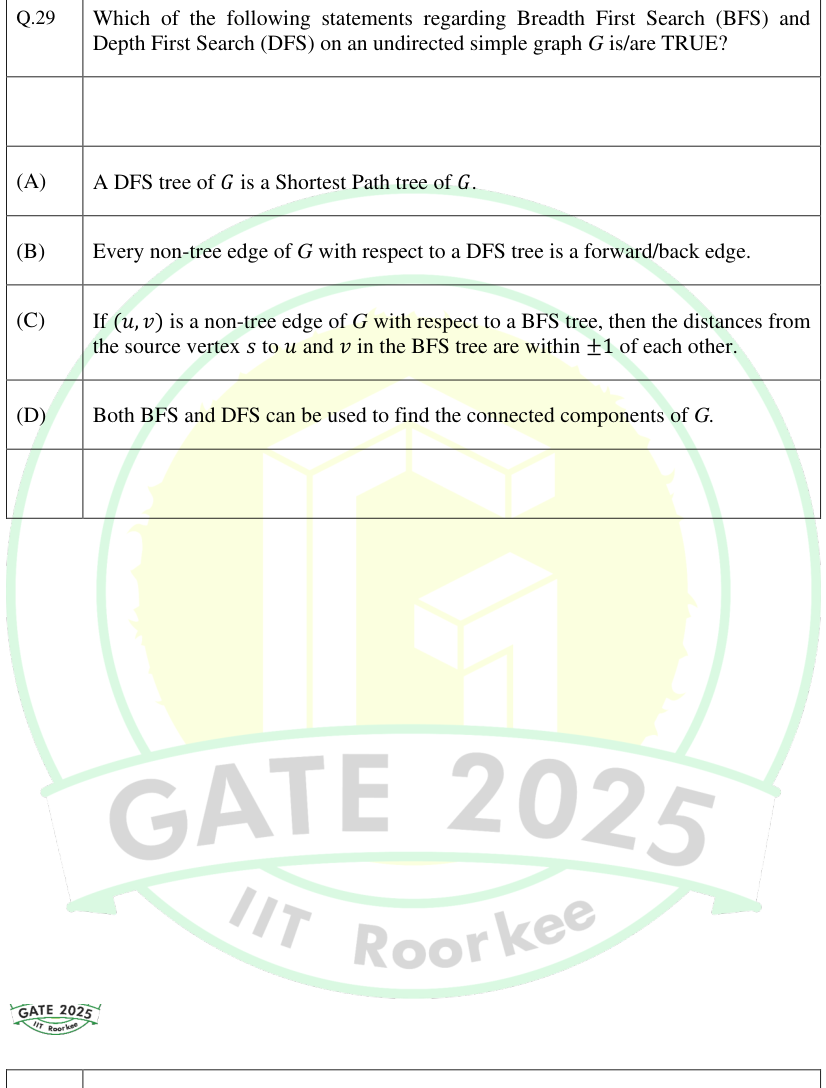 Q.29 Which of the following statements regarding Breadth First Search (BFS) and
Depth First Search (DFS) on an undirected simple graph G is/are TRUE?
(A) A DFS tree of G is a Shortest Path tree of G.
(B) Every non-tree edge of G with respect to a DFS tree is a forward/back edge.
(C) If (u, v) is a non-tree edge of G with respect to a BFS tree, then the distances from
the source vertex s to u and v in the BFS tree are within ±1 of each other.
(D) Both BFS and DFS can be used to find the connected components of G.
GATE 2025
IIT Roorkee
GATE 2025
IIT Roorkee